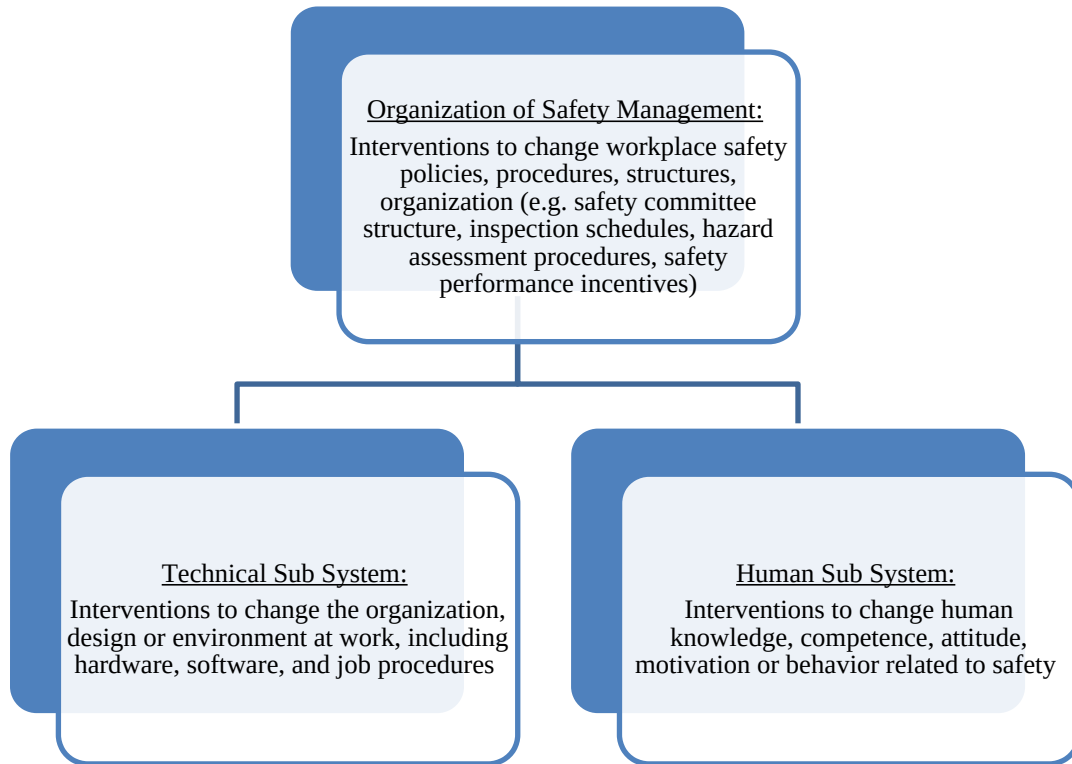 Organization of Safety Management:
Interventions to change workplace safety
policies, procedures, structures,
organization (e.g. safety committee
structure, inspection schedules, hazard
assessment procedures, safety
performance incentives)
Technical Sub System:
Interventions to change the organization,
design or environment at work, including
hardware, software, and job procedures
Human Sub System:
Interventions to change human
knowledge, competence, attitude,
motivation or behavior related to safety